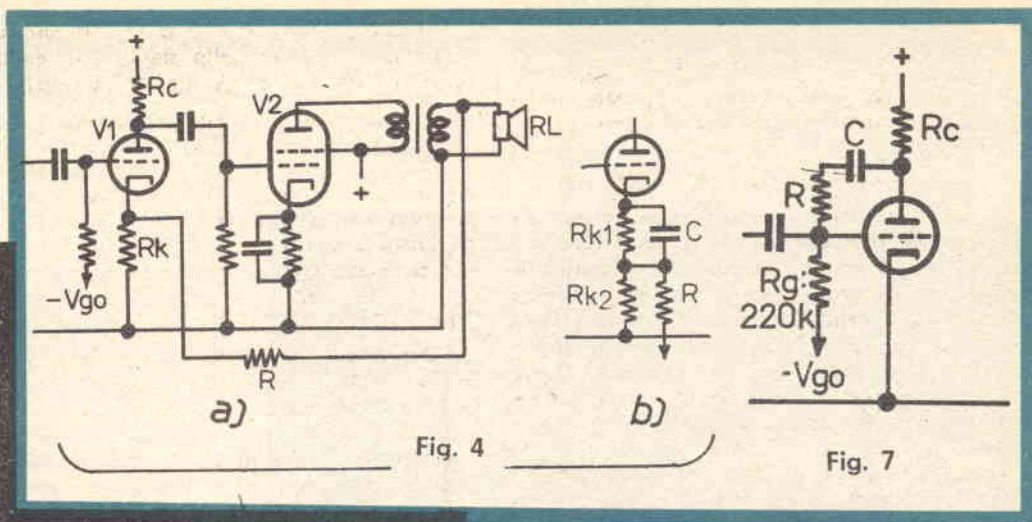 +
Rc
V1
V2
RL
+
Rk
-Vgo
R
a)
Rk1
C
Rk2
R
b)
Fig. 4
+
Rc
C
R
Rg:
220k
-Vgo
Fig. 7